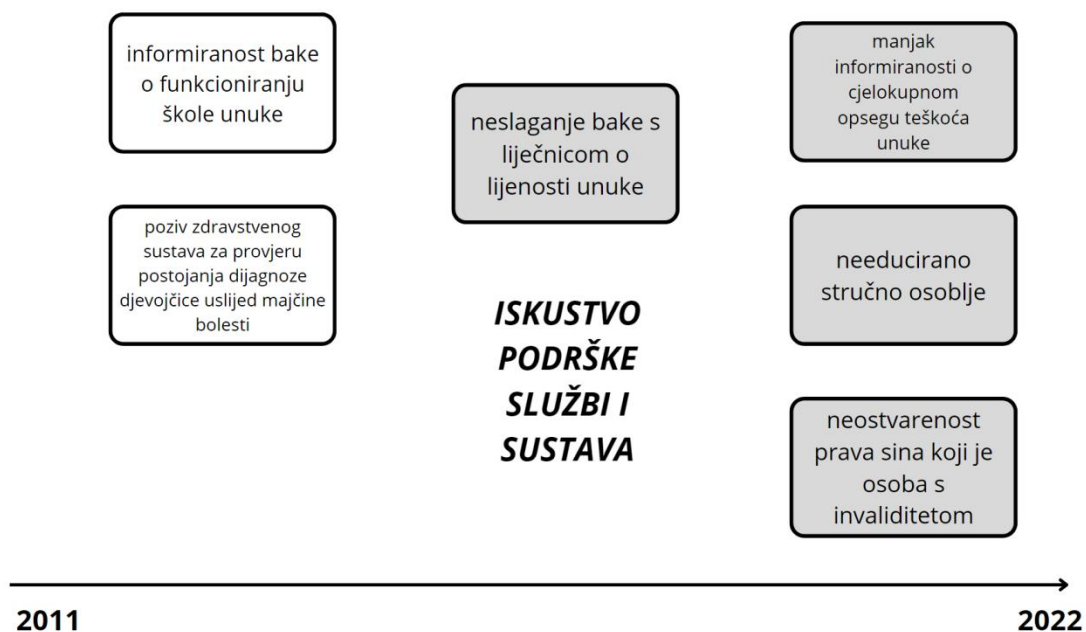 informiranost bake
o funkcioniranju
škole unuke
poziv zdravstvenog
sustava za provjeru
postojanja dijagnoze
djevojčice uslijed majčine
bolesti
neslaganje bake s
liječnicom o
lijenosti unuke
ISKUSTVO
PODRŠKE
SLUŽBI I
SUSTAVA
manjak
informiranosti o
cjelokupnom
opsegu teškoća
unuke
needucirano
stručno osoblje
neostvarenost
prava sina koji je
osoba s
invaliditetom
2011
2022